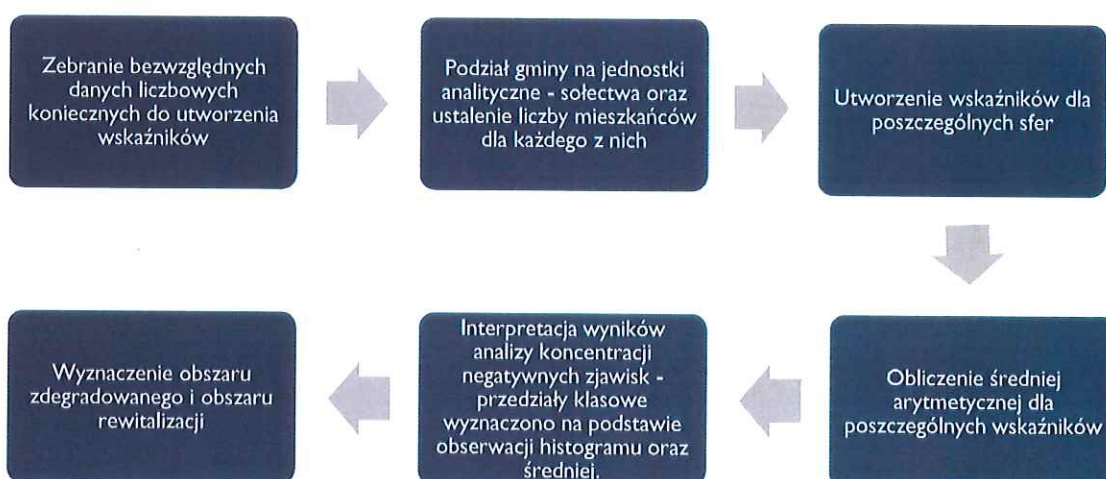 Zebranie bezwzględnych
danych liczbowych
koniecznych do utworzenia
wskaźników
Podział gminy na jednostki
analityczne - sołectwa oraz
ustalenie liczby mieszkańców
dla każdego z nich
Utworzenie wskaźników dla
poszczególnych sfer
Obliczenie średniej
arytmetycznej dla
poszczególnych wskaźników
Interpretacja wyników
analizy koncentracji
negatywnych zjawisk -
przedziały klasowe
wyznaczono na podstawie
obserwacji histogramu oraz
średniej.
Wyznaczenie obszaru
zdegradowanego i obszaru
rewitalizacji